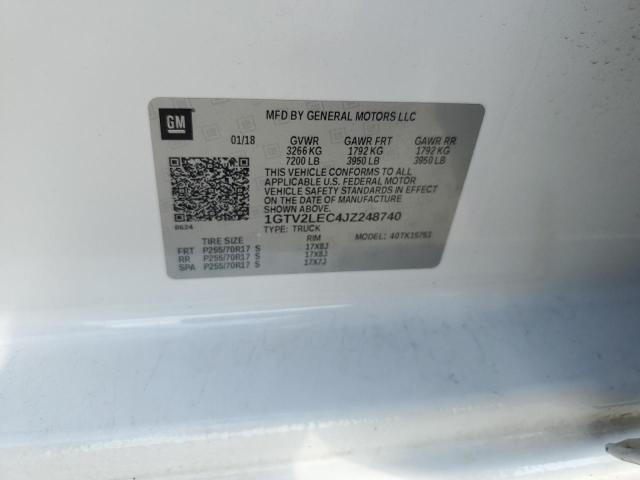 GM
MFD BY GENERAL MOTORS LLC
01/18 GVWR GAWR FRT GAWR RR
3266 KG 1792 KG 1792 KG
7200 LB 3950 LB 3950 LB
THIS VEHICLE CONFORMS TO ALL
APPLICABLE U.S. FEDERAL MOTOR
VEHICLE SAFETY STANDARDS IN EFFECT
ON THE DATE OF MANUFACTURE
SHOWN ABOVE.
1GTV2LEC4JZ248740
0624
TYPE: TRUCK
MODEL: 40TK15753
TIRE SIZE RIM
FRT P255/70R17 S 17X8J
RR P255/70R17 S 17X8J
SPA P255/70R17 S 17X7J